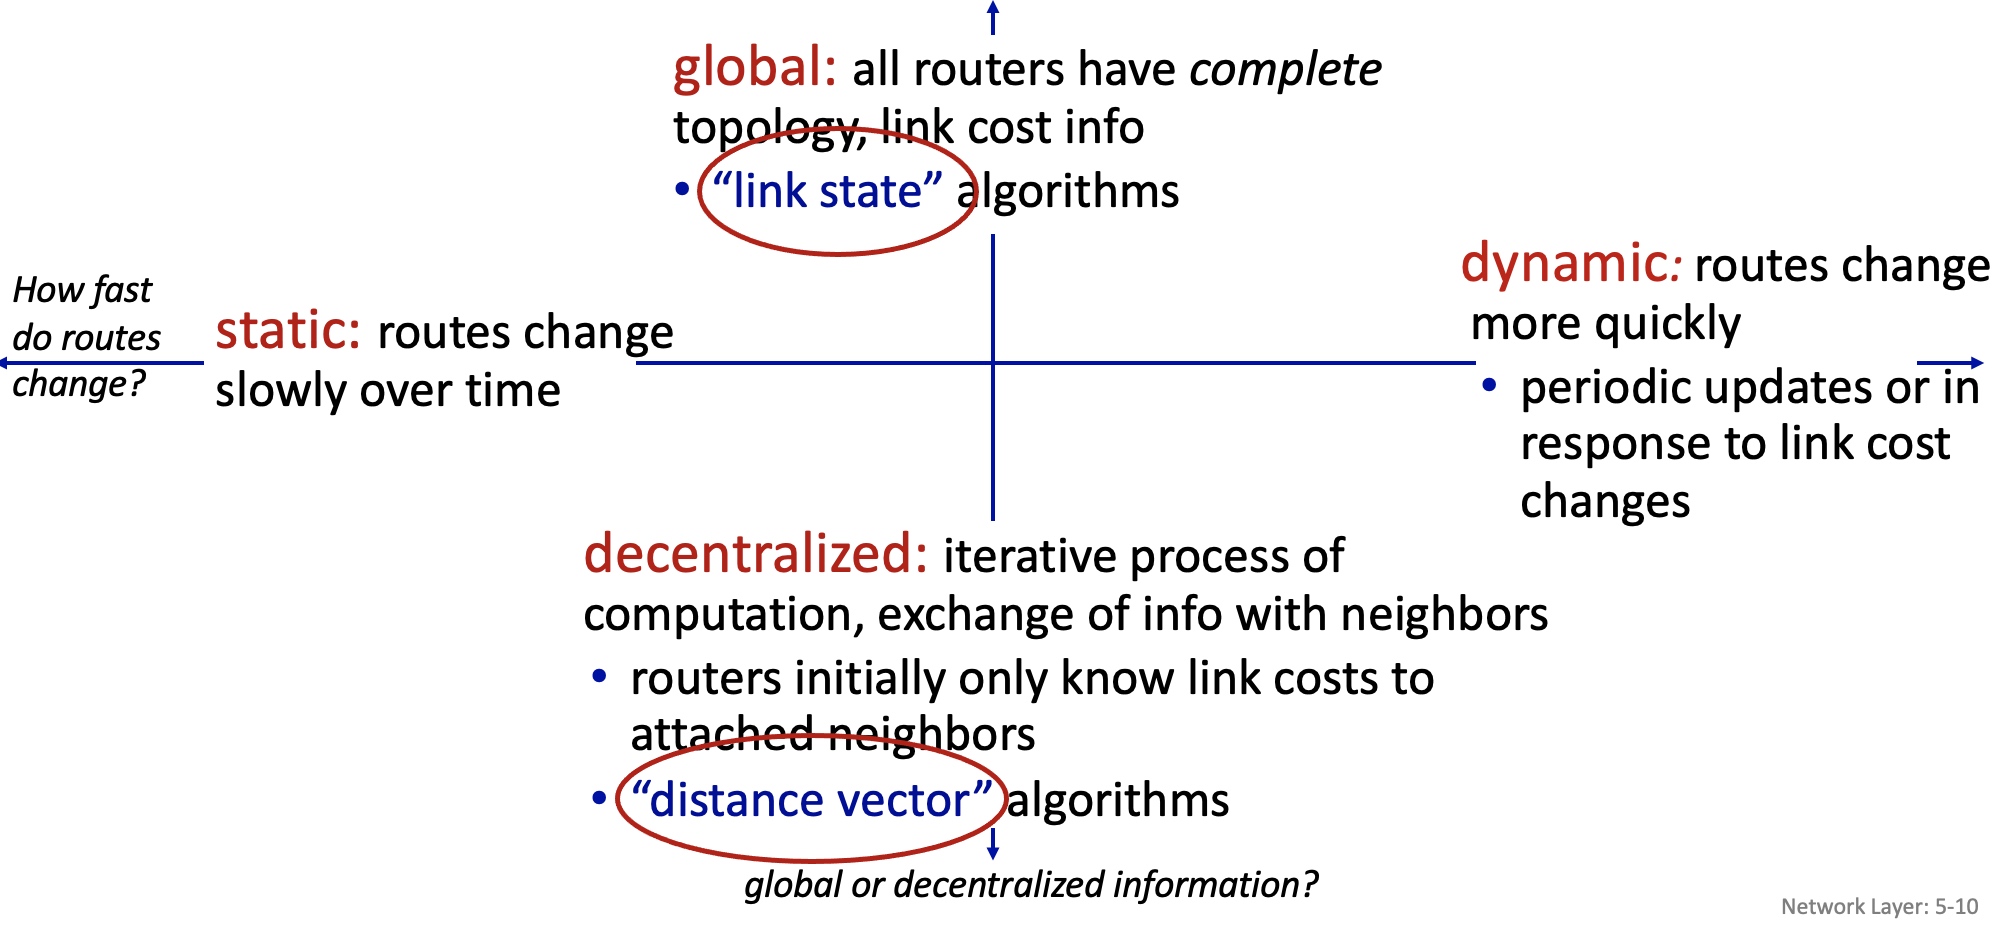 global: all routers have complete
topology, link cost info
• “link state” algorithms
How fast
do routes
change?
static: routes change
slowly over time
dynamic: routes change
more quickly
• periodic updates or in
response to link cost
changes
decentralized: iterative process of
computation, exchange of info with neighbors
• routers initially only know link costs to
attached neighbors
• “distance vector” algorithms
global or decentralized information?
Network Layer: 5-10